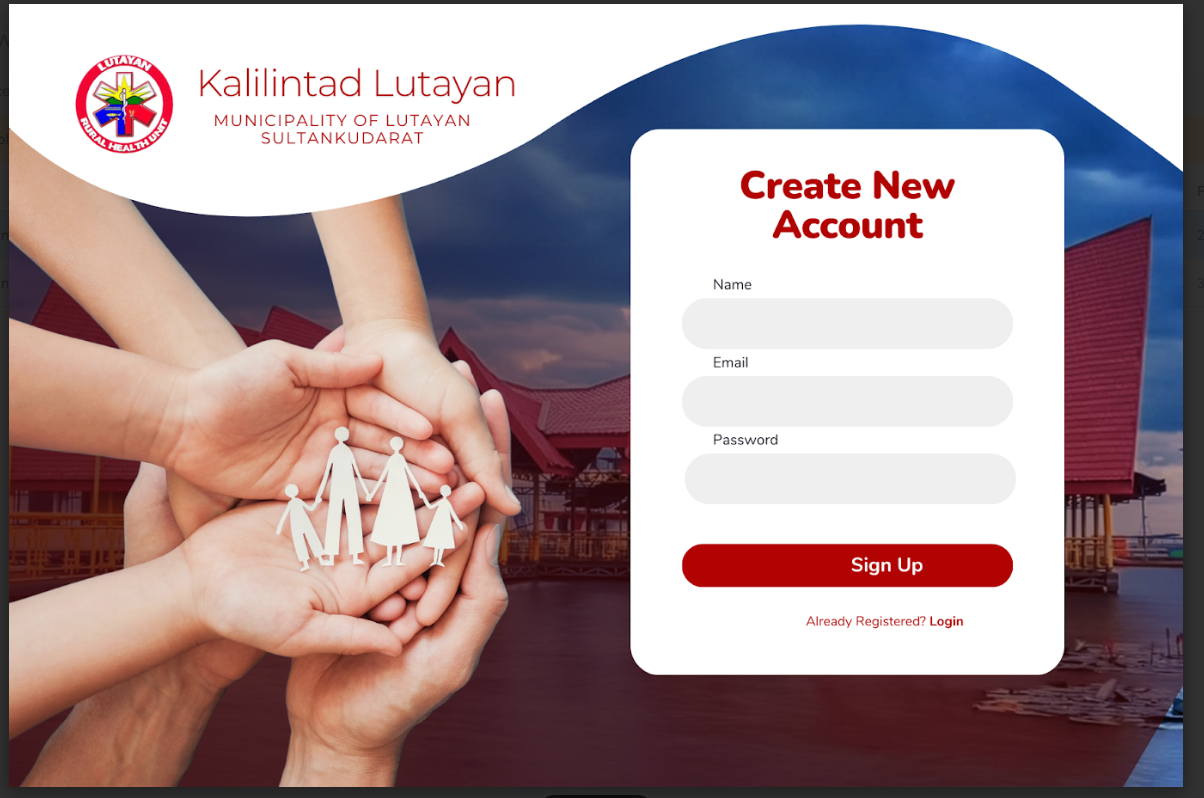 LUTAYAN
RURAL HEALTH UNIT
Kalilintad Lutayan
MUNICIPALITY OF LUTAYAN
SULTANKUDARAT
Create New
Account
Name
Email
Password
Sign Up
Already Registered? Login